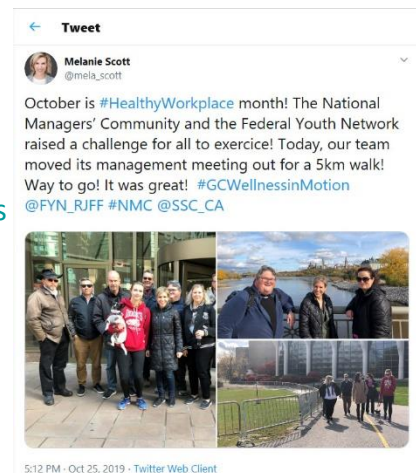 Tweet
Melanie Scott
@mela_scott
October is #HealthyWorkplace month! The National
Managers' Community and the Federal Youth Network
raised a challenge for all to exercice! Today, our team
moved its management meeting out for a 5km walk!
Way to go! It was great! #GCWellnessinMotion
@FYN_RJFF #NMC @SSC_CA
s
5:12 PM · Oct 25, 2019 · Twitter Web Client